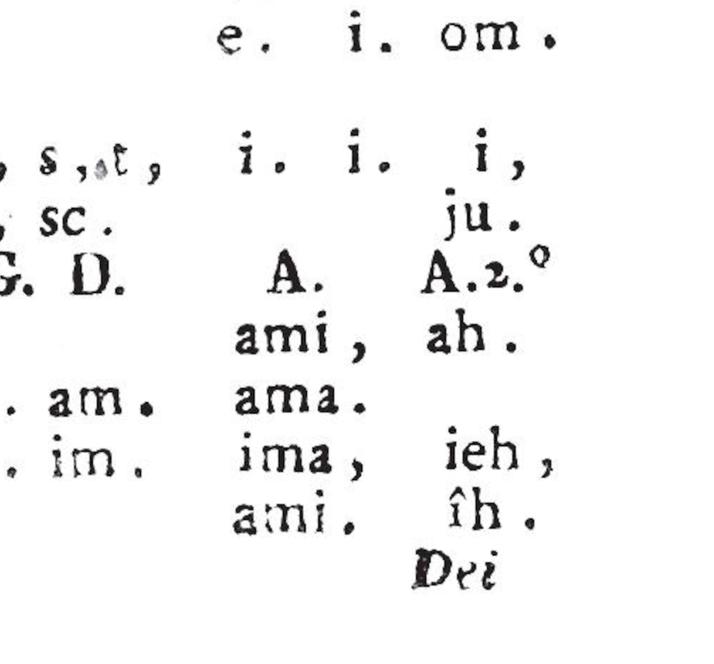 e. i. om.
, s, t, i. i. i,
, sc. ju.
G. D. A. A.2.º
ami, ah.
. am. ama.
. im. ima, ieh,
ami. îh.
Dei